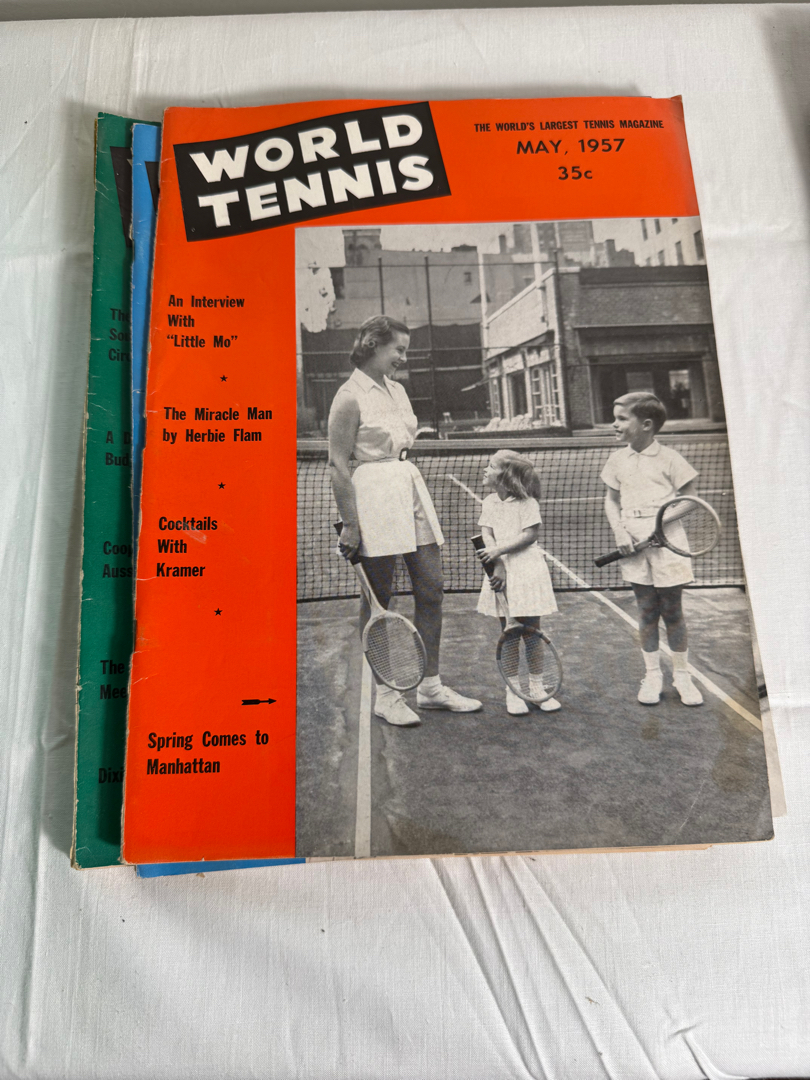 WORLD
TENNIS
THE WORLD'S LARGEST TENNIS MAGAZINE
MAY, 1957
35c
An Interview
With
"Little Mo"
★
The Miracle Man
by Herbie Flam
★
Cocktails
With
Kramer
★
Spring Comes to
Manhattan
A
The